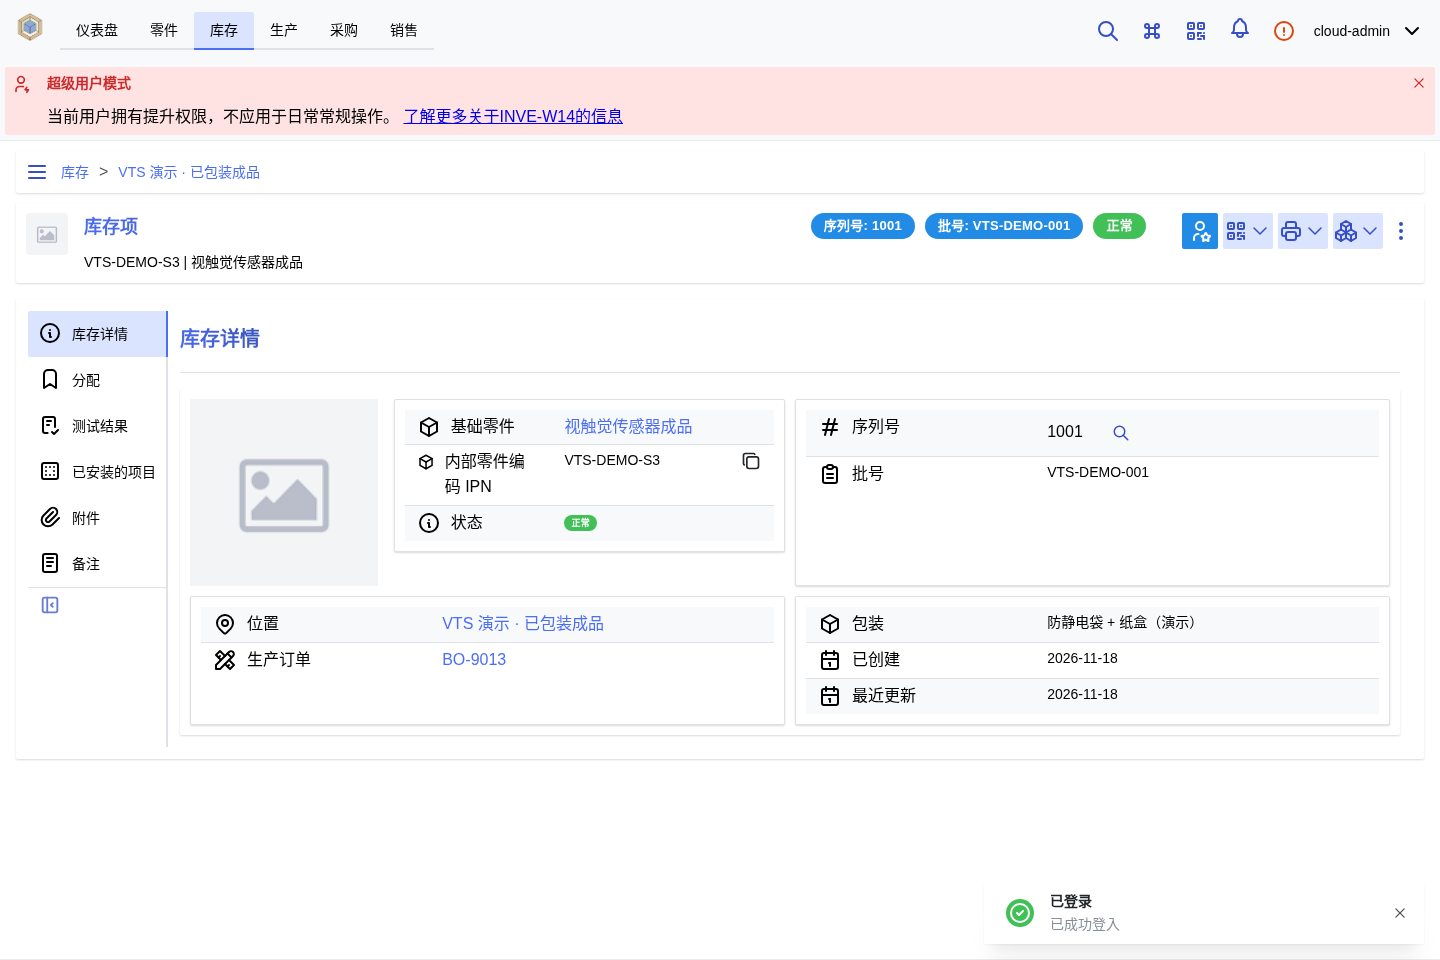 仪表盘 零件 库存 生产 采购 销售 cloud-admin
超级用户模式
当前用户拥有提升权限，不应用于日常常规操作。 了解更多关于INVE-W14的信息
库存 > VTS 演示 · 已包装成品
库存项 序列号: 1001 批号: VTS-DEMO-001 正常
VTS-DEMO-S3 | 视触觉传感器成品
库存详情
分配
测试结果
已安装的项目
附件
备注
库存详情
基础零件 视触觉传感器成品
内部零件编码 IPN VTS-DEMO-S3
状态 正常
序列号 1001
批号 VTS-DEMO-001
位置 VTS 演示 · 已包装成品
生产订单 BO-9013
包装 防静电袋 + 纸盒（演示）
已创建 2026-11-18
最近更新 2026-11-18
已登录
已成功登入